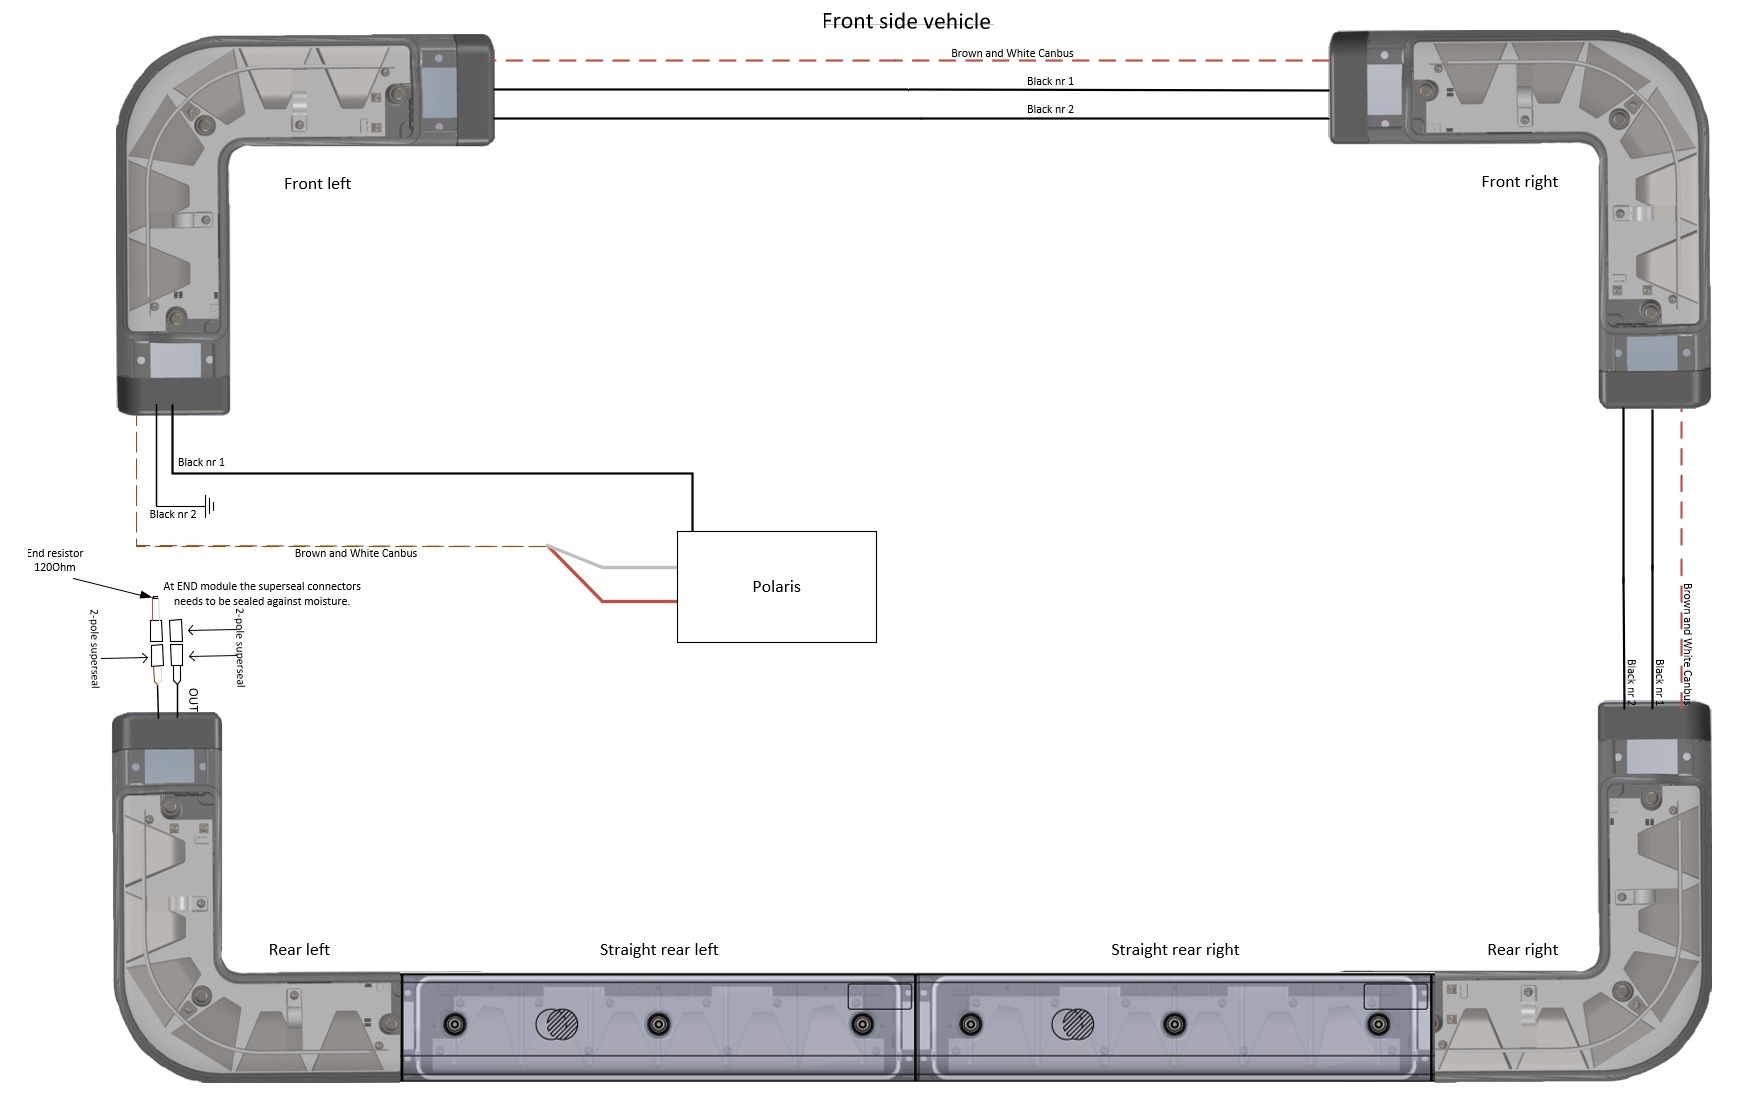 Front side vehicle
Brown and White Canbus
Black nr 1
Black nr 2
Front left
Front right
Black nr 1
Black nr 2
Brown and White Canbus
Polaris
End resistor
120Ohm
At END module the superseal connectors
needs to be sealed against moisture.
2-pole superseal
2-pole superseal
OUT
Black nr 2
Black nr 1
Brown and White Canbus
Rear left
Straight rear left
Straight rear right
Rear right